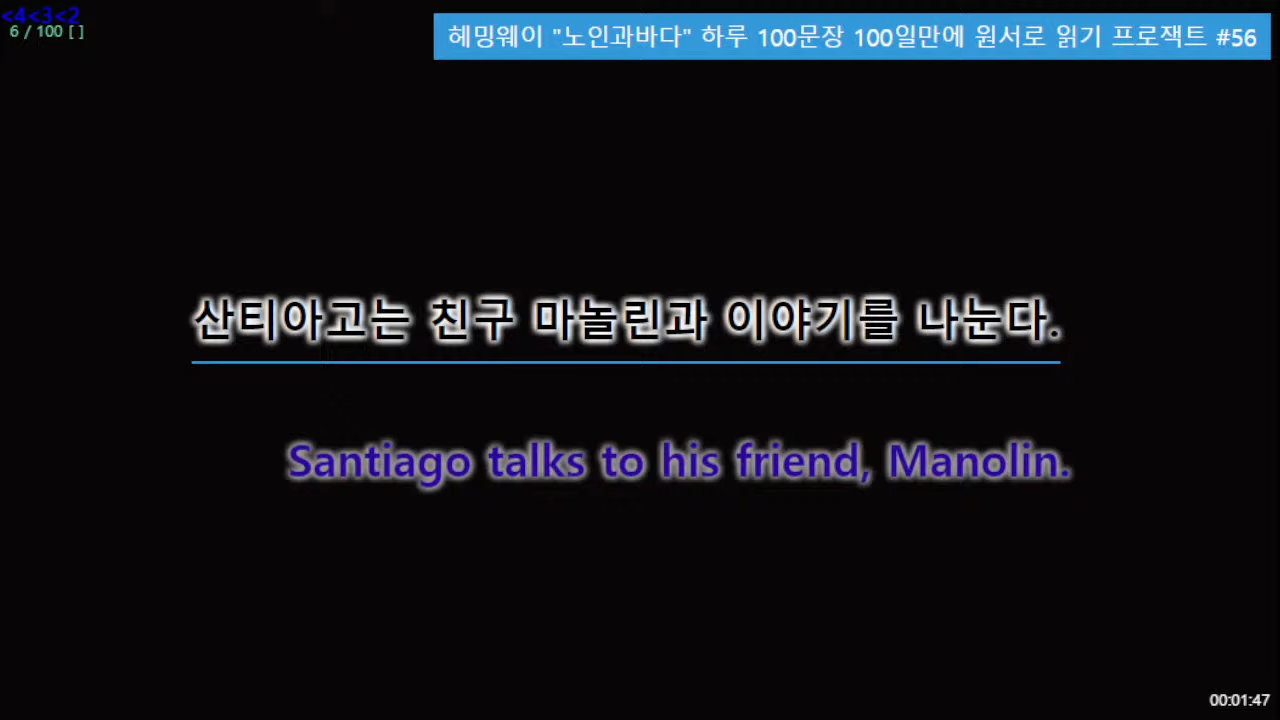 <4<3<2
6 / 100 [ ]
헤밍웨이 "노인과바다" 하루 100문장 100일만에 원서로 읽기 프로잭트 #56
산티아고는 친구 마놀린과 이야기를 나눈다.
Santiago talks to his friend, Manolin.
00:01:47